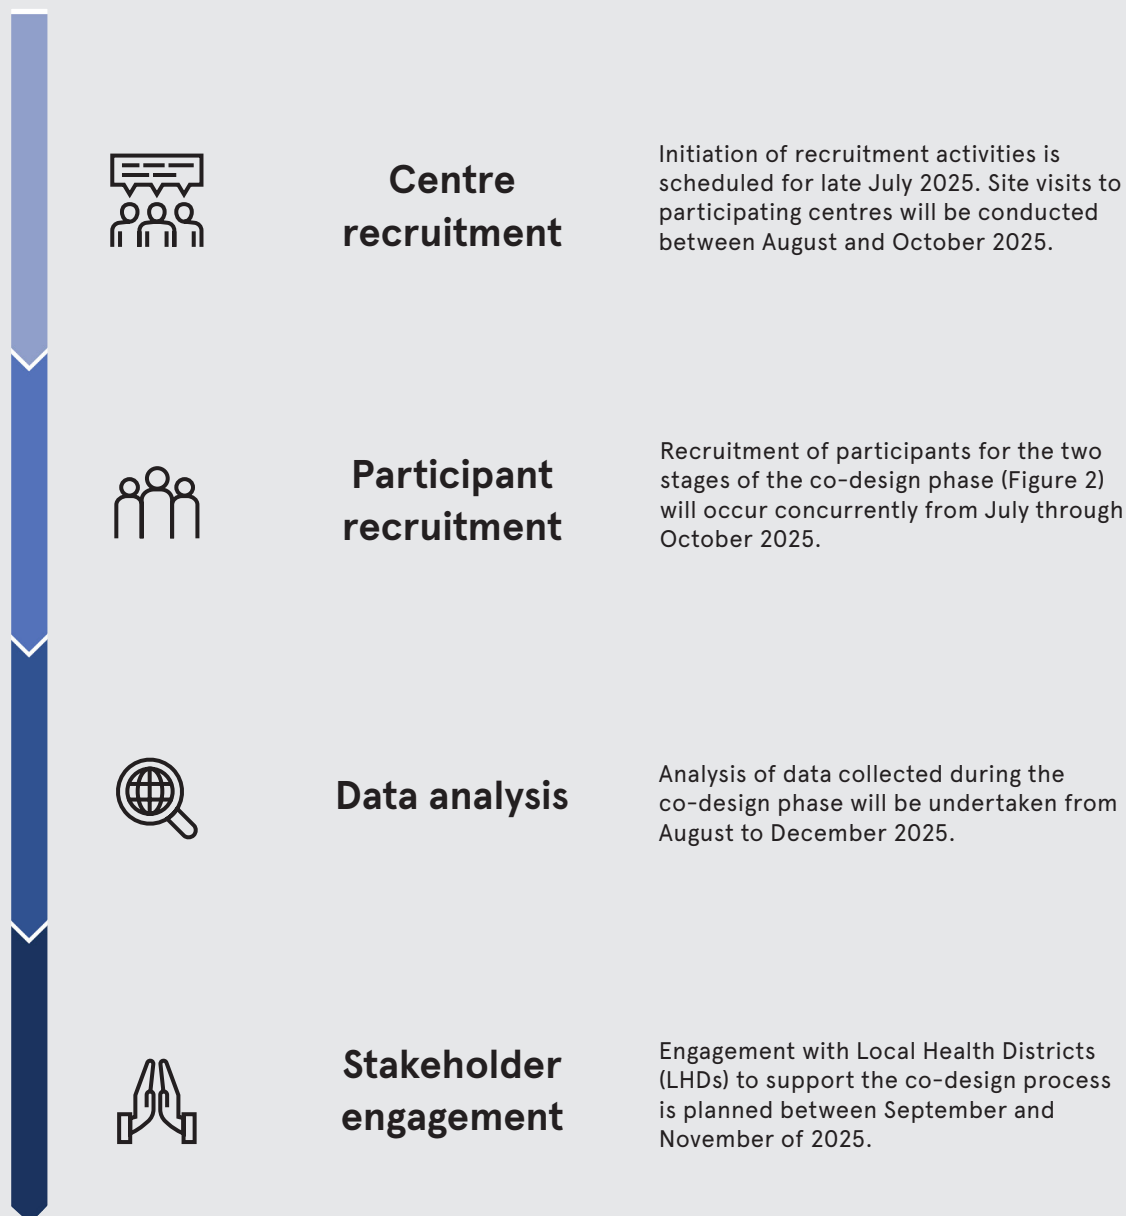 Centre
recruitment
Initiation of recruitment activities is
scheduled for late July 2025. Site visits to
participating centres will be conducted
between August and October 2025.
Participant
recruitment
Recruitment of participants for the two
stages of the co-design phase (Figure 2)
will occur concurrently from July through
October 2025.
Data analysis
Analysis of data collected during the
co-design phase will be undertaken from
August to December 2025.
Stakeholder
engagement
Engagement with Local Health Districts
(LHDs) to support the co-design process
is planned between September and
November of 2025.